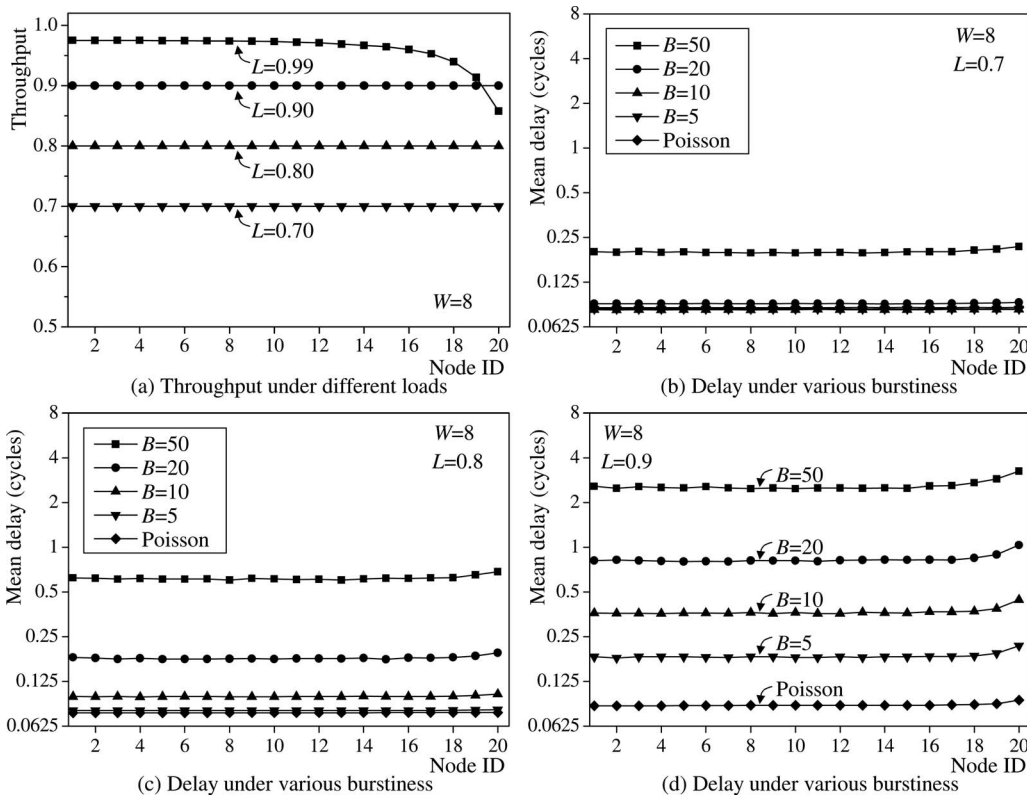 Throughput
1.0
0.9
0.8
0.7
0.6
0.5
L=0.99
L=0.90
L=0.80
L=0.70
W=8
2 4 6 8 10 12 14 16 18 20
Node ID
(a) Throughput under different loads
Mean delay (cycles)
8
4
2
1
0.5
0.25
0.125
0.0625
B=50
B=20
B=10
B=5
Poisson
W=8
L=0.7
2 4 6 8 10 12 14 16 18 20
Node ID
(b) Delay under various burstiness
Mean delay (cycles)
8
4
2
1
0.5
0.25
0.125
0.0625
B=50
B=20
B=10
B=5
Poisson
W=8
L=0.8
2 4 6 8 10 12 14 16 18 20
Node ID
(c) Delay under various burstiness
Mean delay (cycles)
8
4
2
1
0.5
0.25
0.125
0.0625
W=8
L=0.9
B=50
B=20
B=10
B=5
Poisson
2 4 6 8 10 12 14 16 18 20
Node ID
(d) Delay under various burstiness